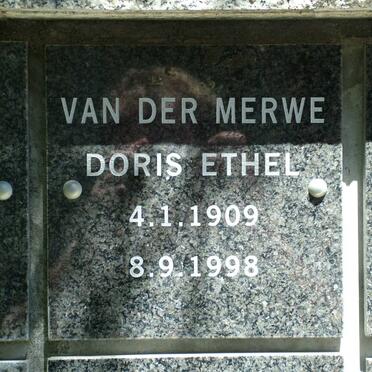 VAN DER MERWE
DORIS ETHEL
4.1.1909
8.9.1998